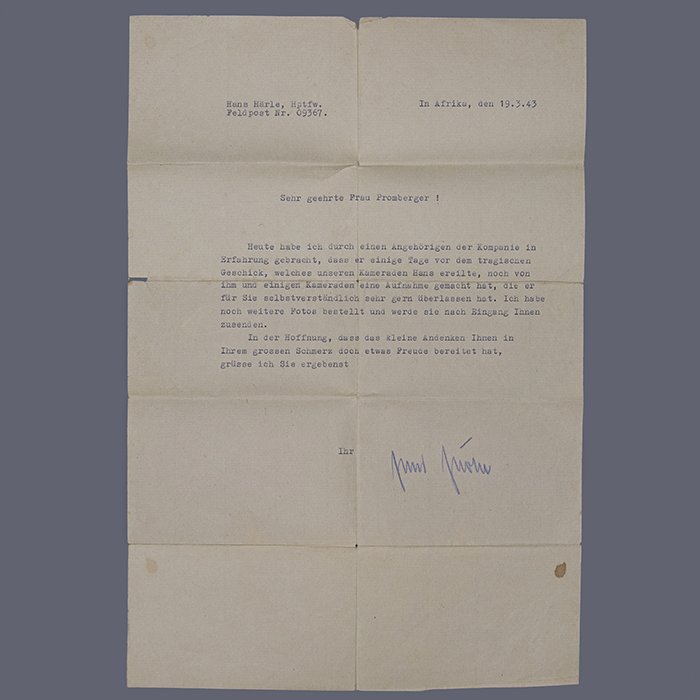 Hans Härle, Hptfw.
Feldpost Nr. 09367.
In Afrika, den 19.3.43
Sehr geehrte Frau Promberger !
Heute habe ich durch einen Angehörigen der Kompanie in
Erfahrung gebracht, dass er einige Tage vor dem tragischen
Geschick, welches unseren Kameraden Hans ereilte, noch von
ihm und einigen Kameraden eine Aufnahme gemacht hat, die er
für Sie selbstverständlich sehr gern überlassen hat. Ich habe
noch weitere Fotos bestellt und werde sie nach Eingang Ihnen
zusenden.
In der Hoffnung, dass das kleine Andenken Ihnen in
Ihrem grossen Schmerz doch etwas Freude bereitet hat,
grüsse ich Sie ergebenst
Ihr